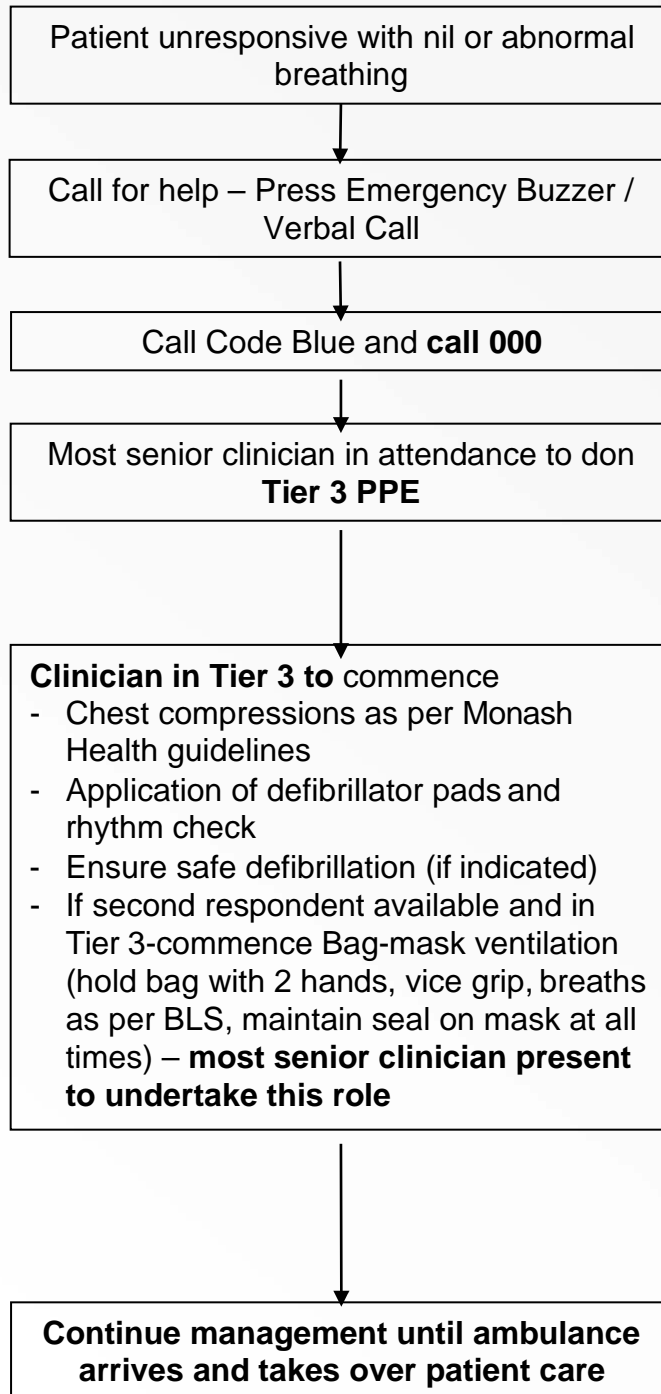 Patient unresponsive with nil or abnormal
breathing
Call for help – Press Emergency Buzzer /
Verbal Call
Call Code Blue and call 000
Most senior clinician in attendance to don
Tier 3 PPE
Clinician in Tier 3 to commence
- Chest compressions as per Monash
Health guidelines
- Application of defibrillator pads and
rhythm check
- Ensure safe defibrillation (if indicated)
- If second respondent available and in
Tier 3-commence Bag-mask ventilation
(hold bag with 2 hands, vice grip, breaths
as per BLS, maintain seal on mask at all
times) – most senior clinician present
to undertake this role
Continue management until ambulance
arrives and takes over patient care